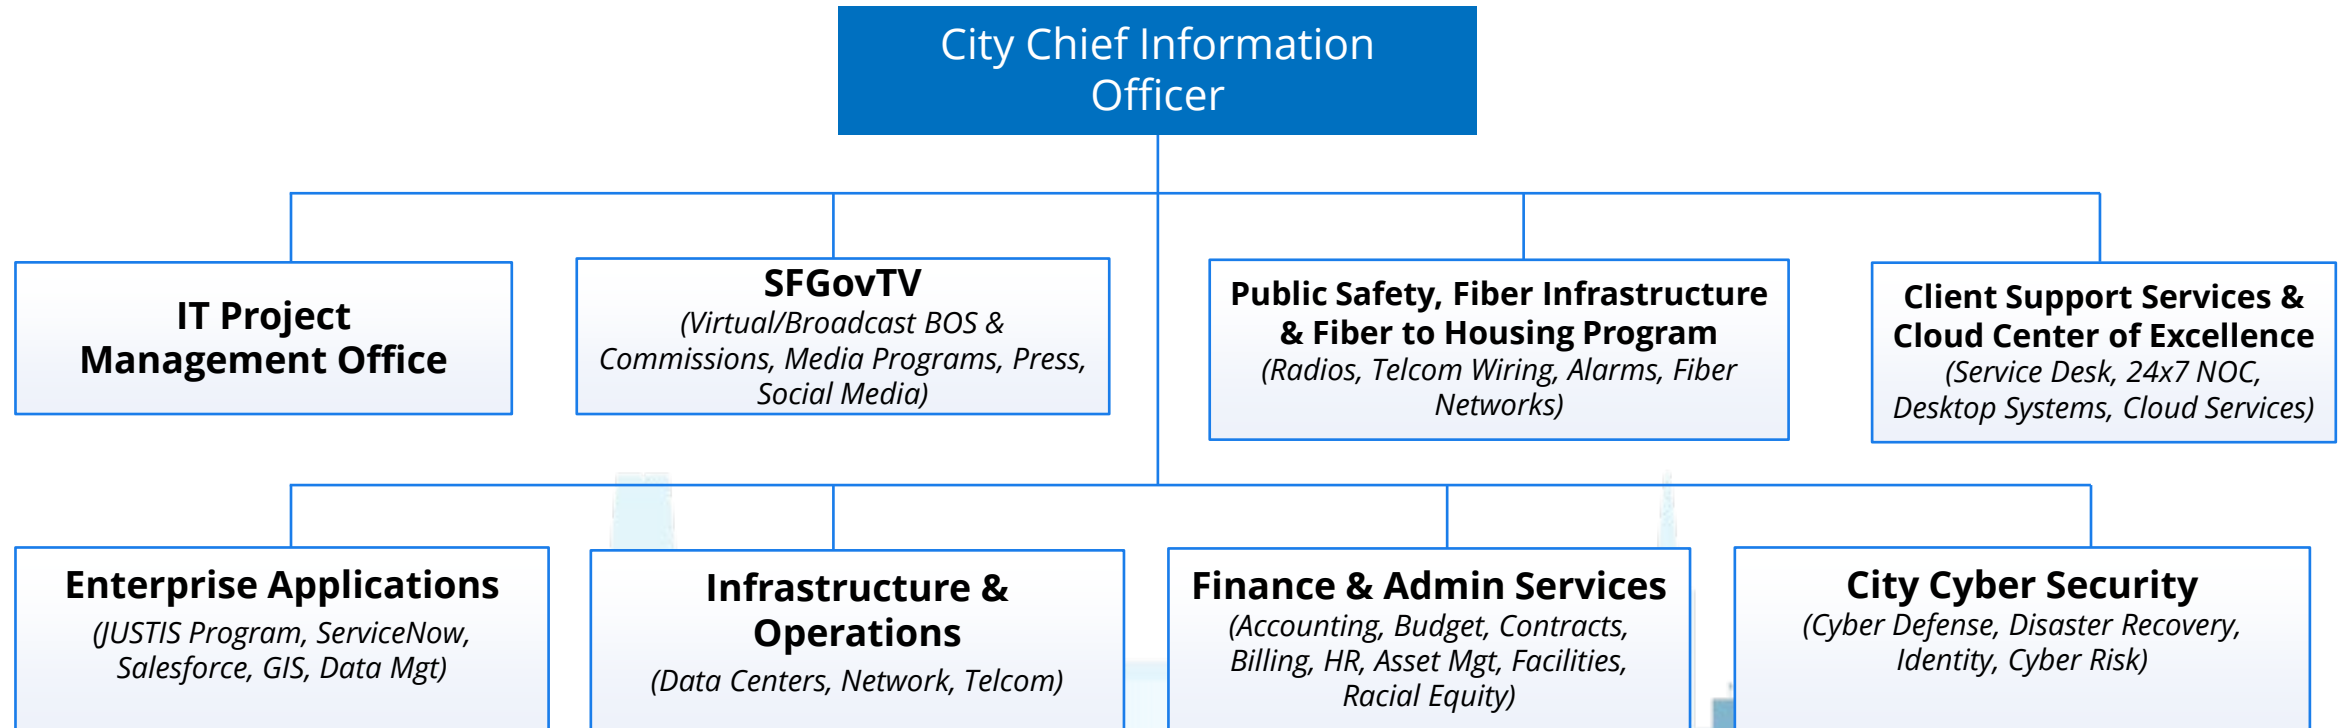 City Chief Information
Officer
IT Project
Management Office
SFGovTV
(Virtual/Broadcast BOS &
Commissions, Media Programs, Press,
Social Media)
Public Safety, Fiber Infrastructure
& Fiber to Housing Program
(Radios, Telcom Wiring, Alarms, Fiber
Networks)
Client Support Services &
Cloud Center of Excellence
(Service Desk, 24x7 NOC,
Desktop Systems, Cloud Services)
Enterprise Applications
(JUSTIS Program, ServiceNow,
Salesforce, GIS, Data Mgt)
Infrastructure &
Operations
(Data Centers, Network, Telcom)
Finance & Admin Services
(Accounting, Budget, Contracts,
Billing, HR, Asset Mgt, Facilities,
Racial Equity)
City Cyber Security
(Cyber Defense, Disaster Recovery,
Identity, Cyber Risk)